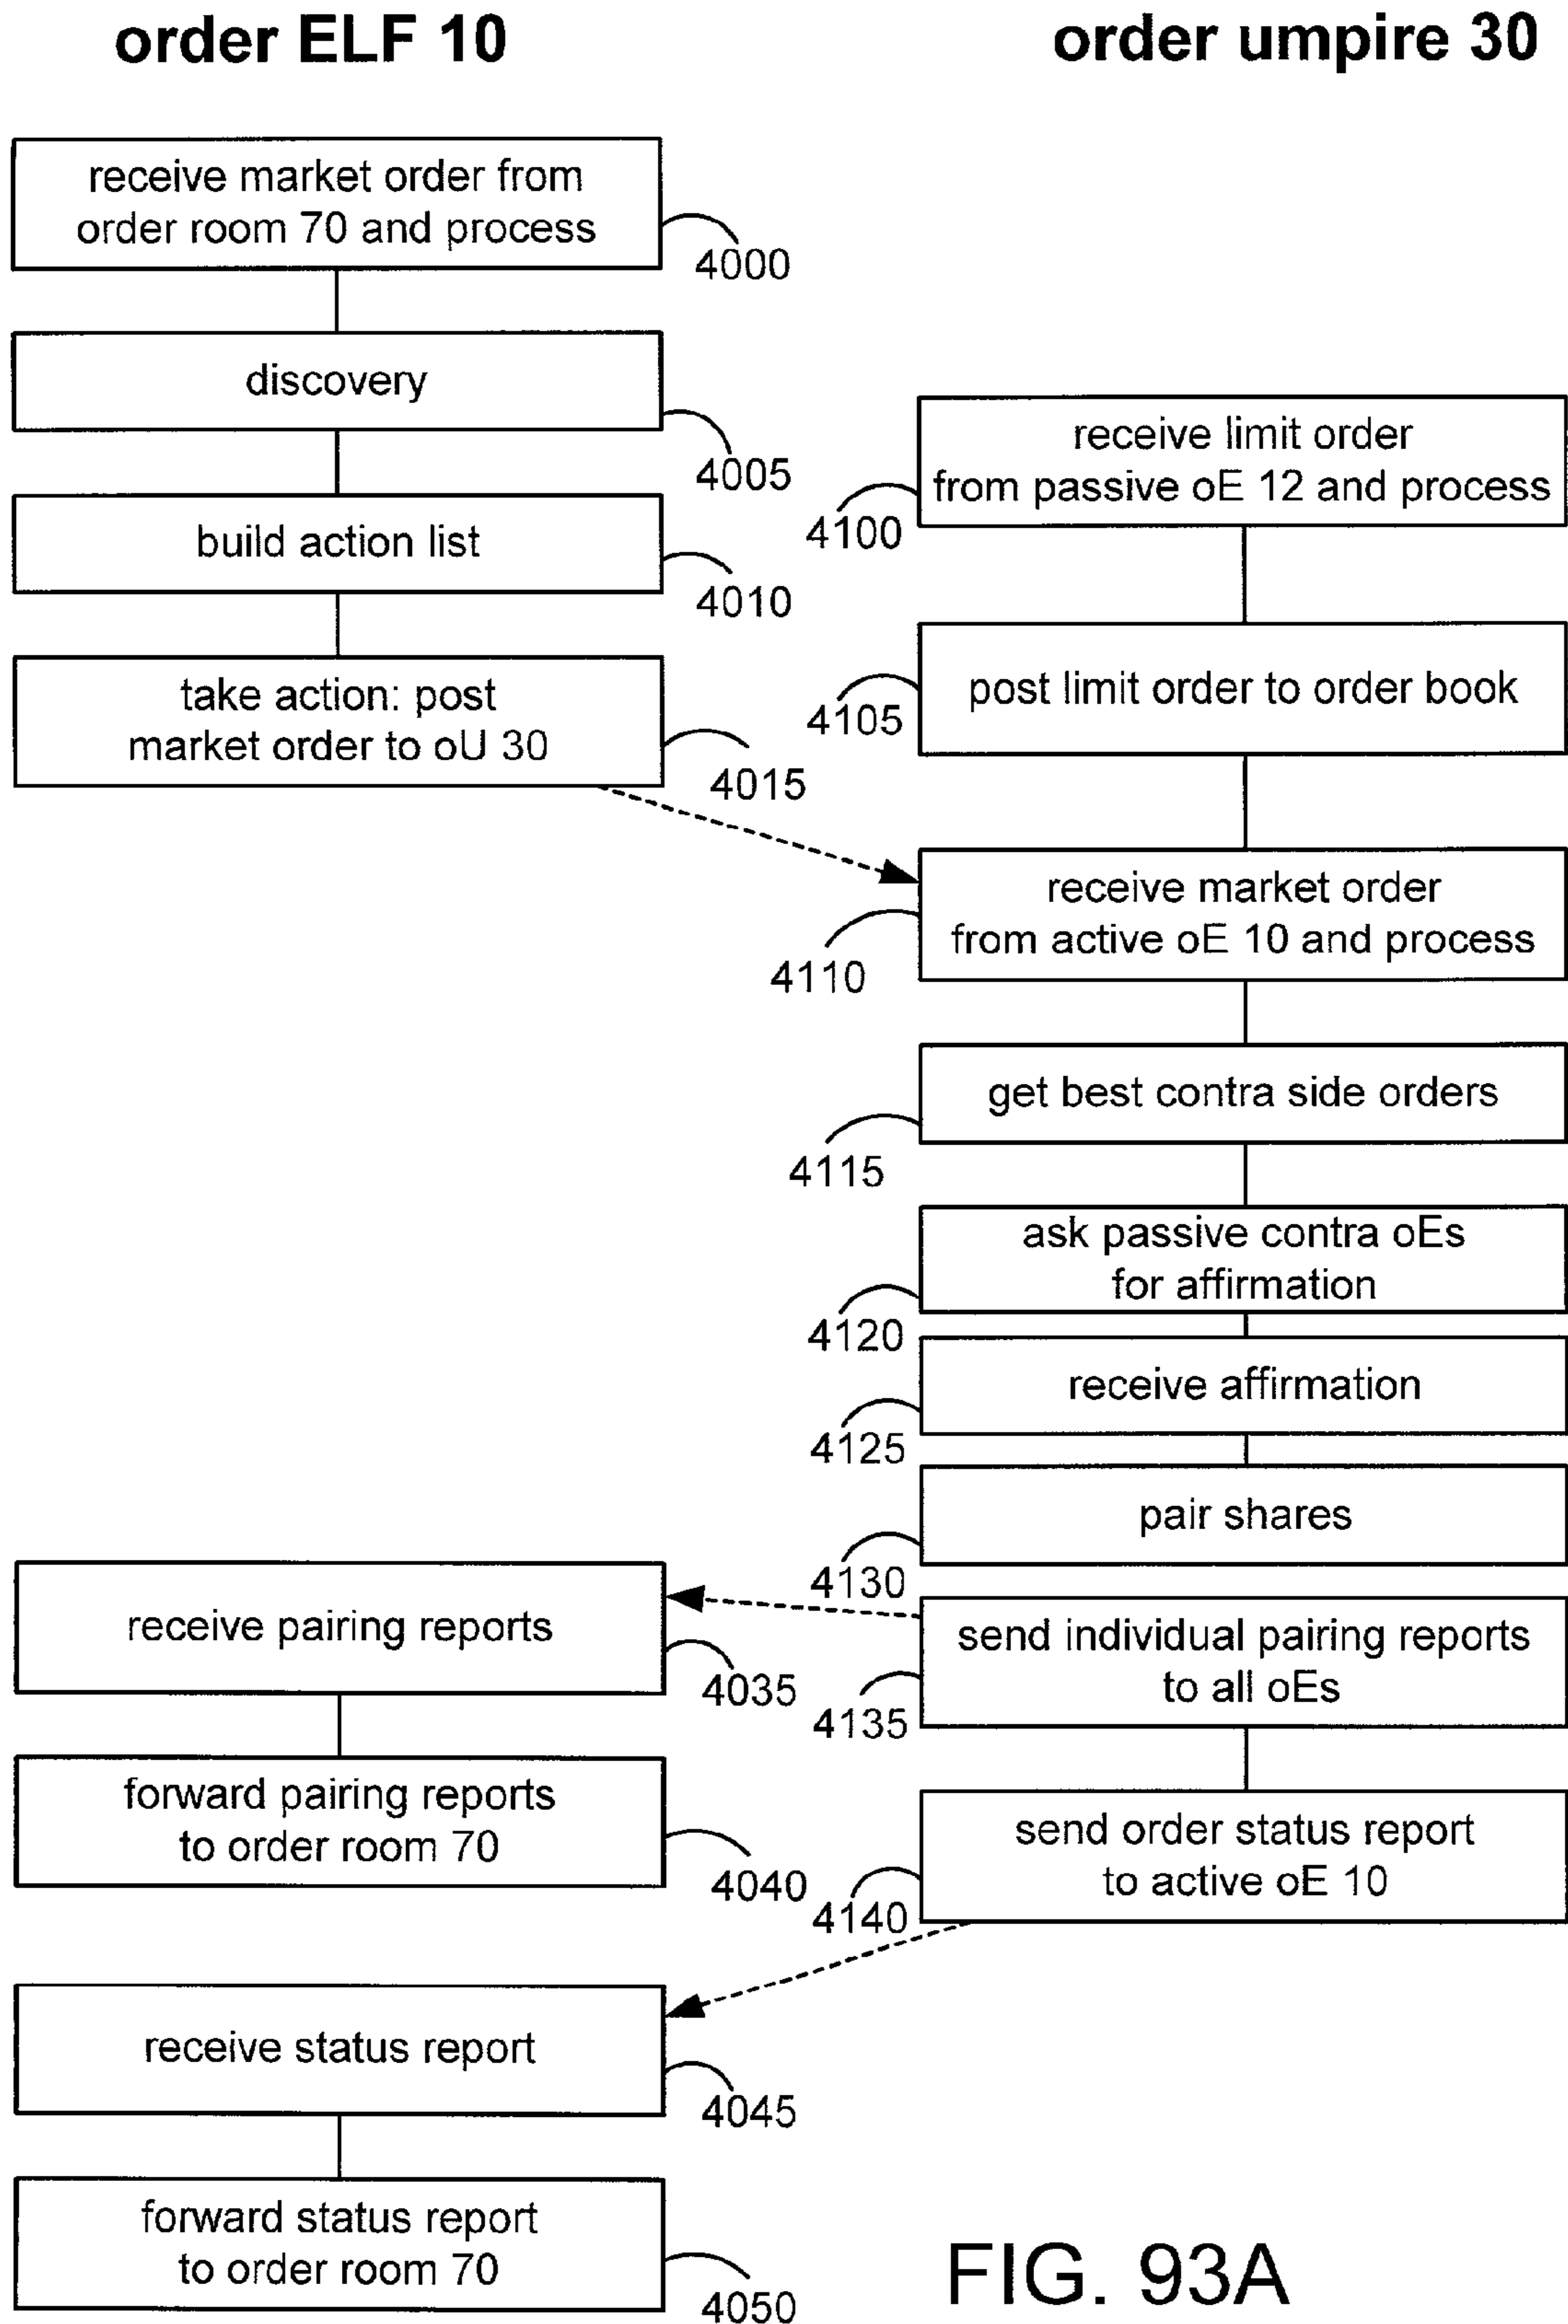 order ELF 10
order umpire 30
receive market order from
order room 70 and process
4000
discovery
4005
build action list
4010
take action: post
market order to oU 30
4015
receive limit order
from passive oE 12 and process
4100
post limit order to order book
4105
receive market order
from active oE 10 and process
4110
get best contra side orders
4115
ask passive contra oEs
for affirmation
4120
receive affirmation
4125
pair shares
4130
send individual pairing reports
to all oEs
4135
receive pairing reports
4035
forward pairing reports
to order room 70
4040
send order status report
to active oE 10
4140
receive status report
4045
forward status report
to order room 70
4050
FIG. 93A